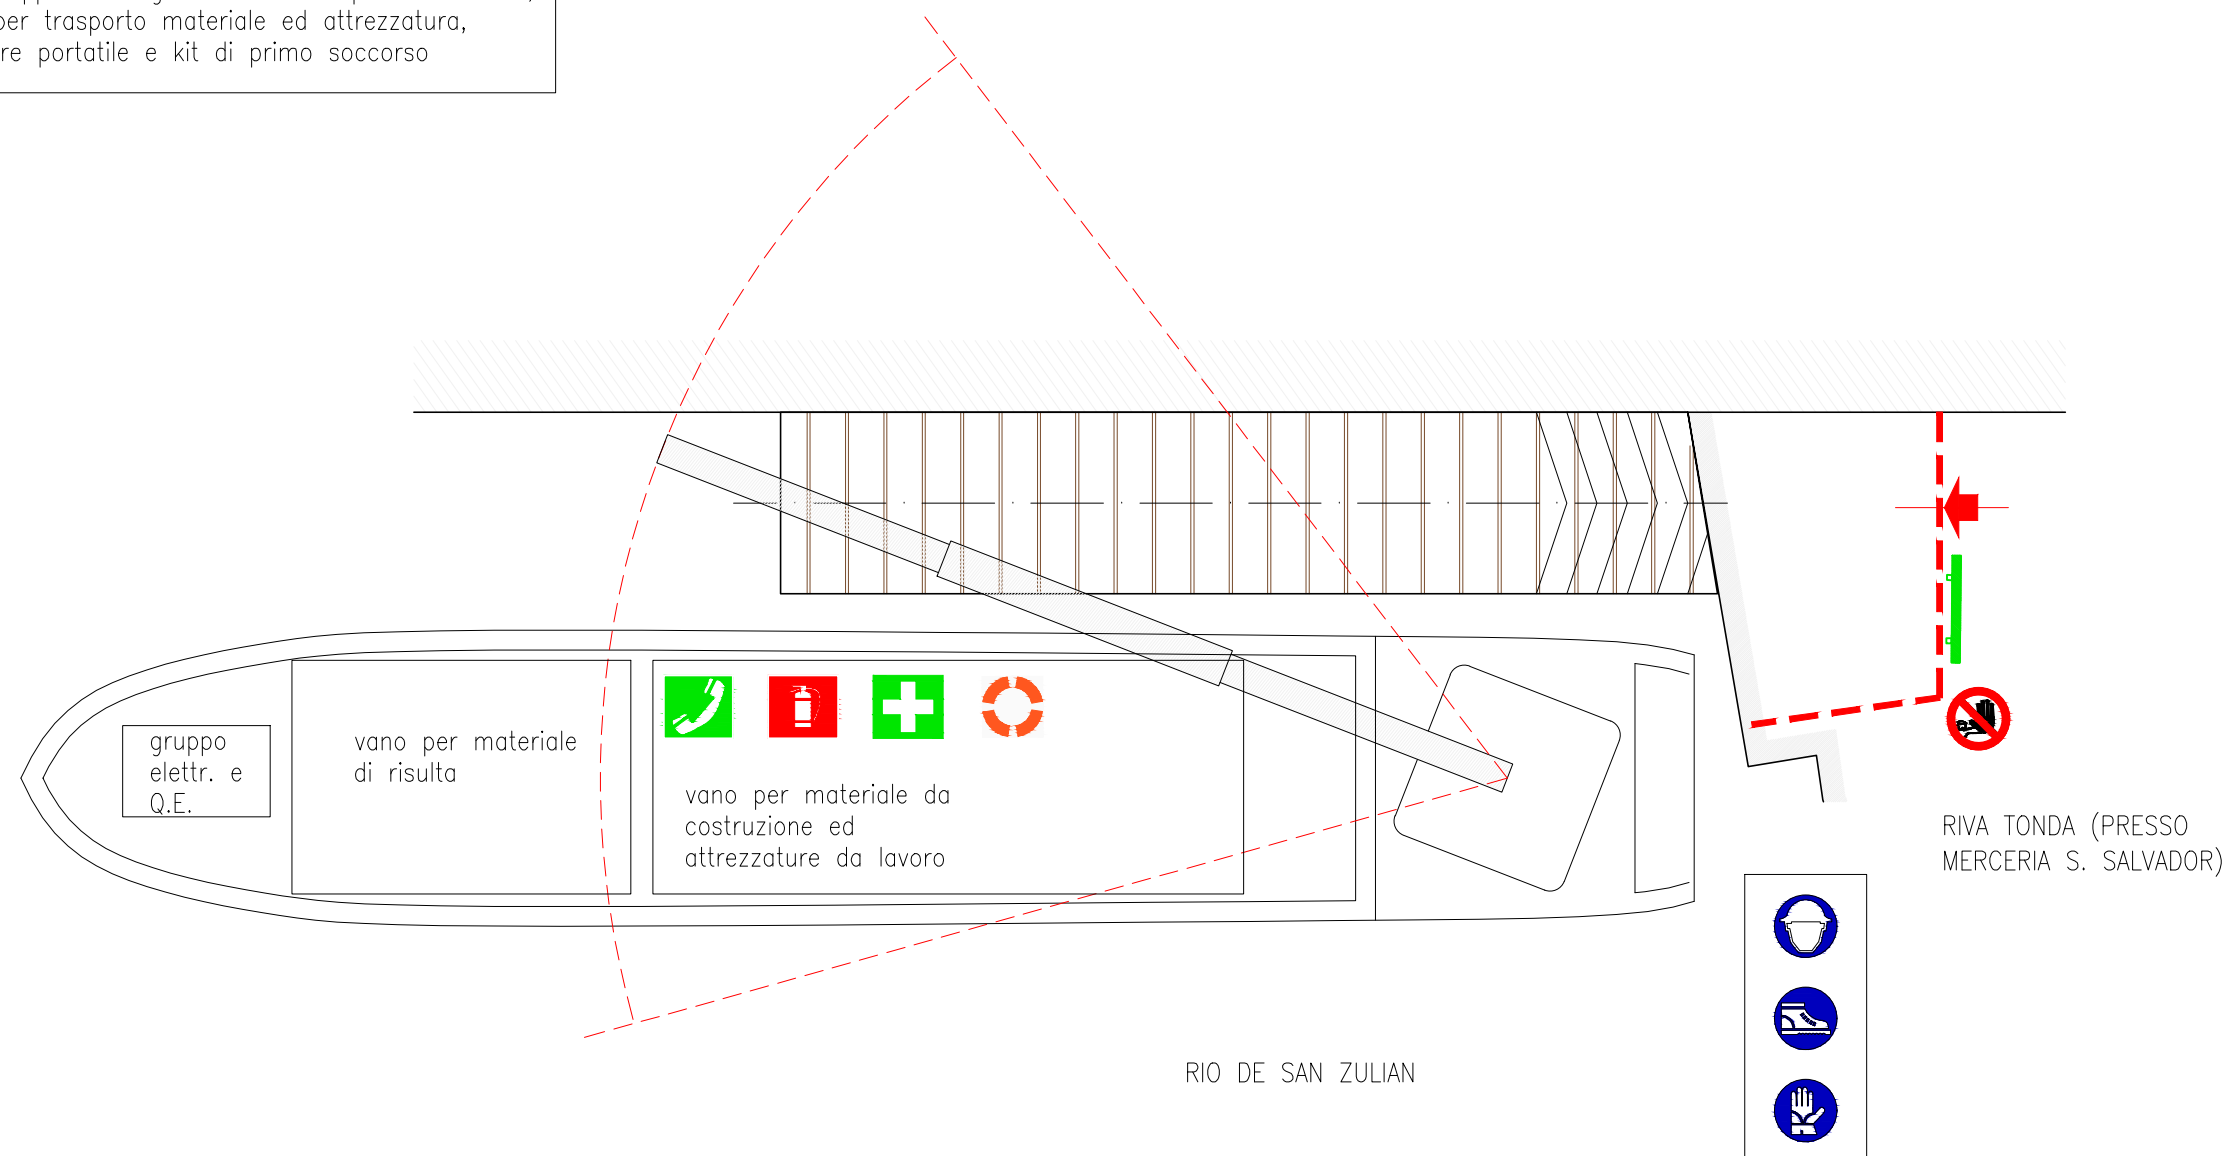 per trasporto materiale ed attrezzatura,
re portatile e kit di primo soccorso
gruppo
elettr. e
Q.E.
vano per materiale
di risulta
vano per materiale da
costruzione ed
attrezzature da lavoro
RIVA TONDA (PRESSO
MERCERIA S. SALVADOR)
RIO DE SAN ZULIAN